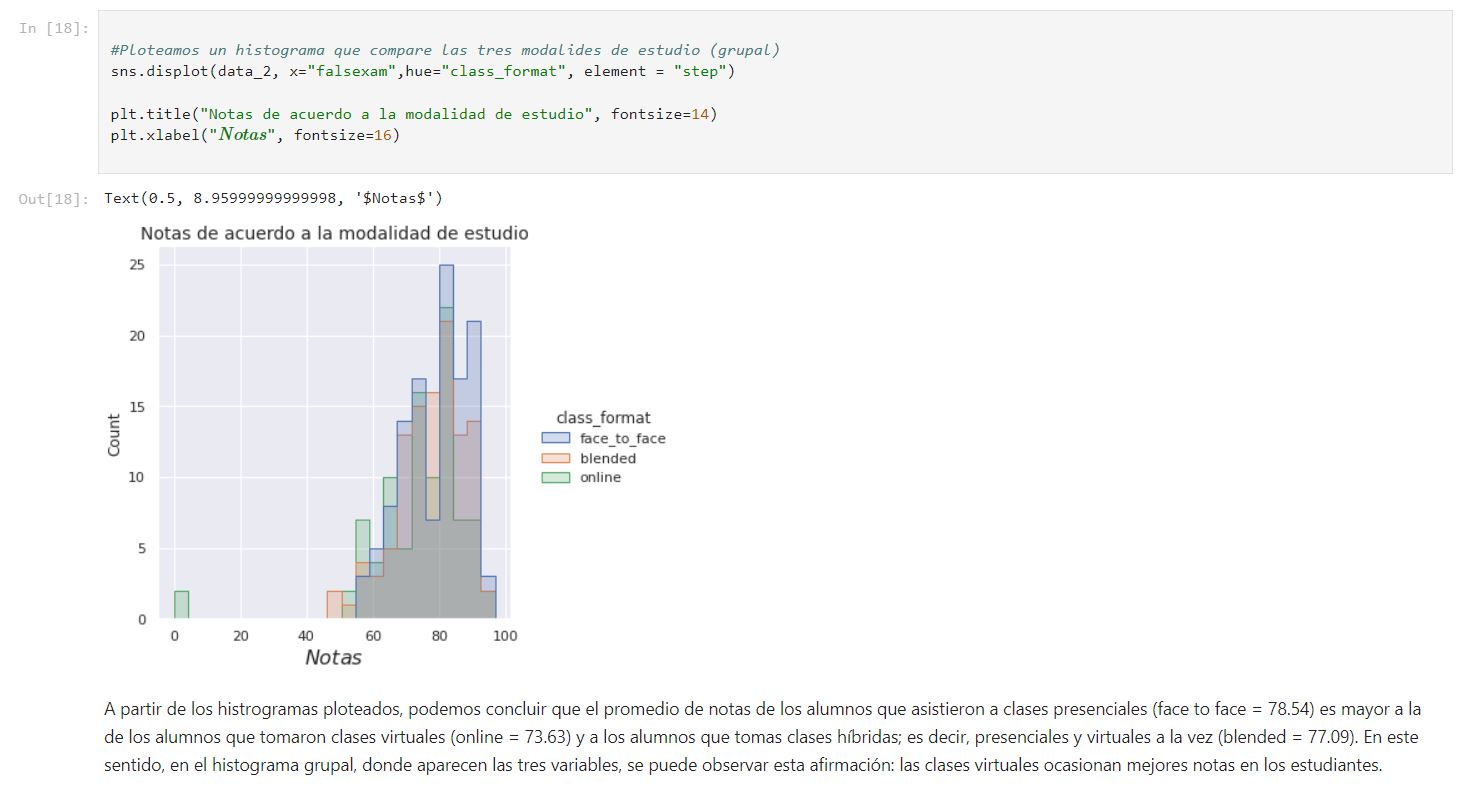 In [18]:
#Ploteamos un histograma que compare las tres modalides de estudio (grupal)
sns.displot(data_2, x="falsexam",hue="class_format", element = "step")
plt.title("Notas de acuerdo a la modalidad de estudio", fontsize=14)
plt.xlabel("Notas", fontsize=16)
Out[18]: Text(0.5, 8.95999999999998, '$Notas$')
Notas de acuerdo a la modalidad de estudio
25
20
15
10
5
0
Count
0 20 40 60 80 100
Notas
class_format
face_to_face
blended
online
A partir de los histrogramas ploteados, podemos concluir que el promedio de notas de los alumnos que asistieron a clases presenciales (face to face = 78.54) es mayor a la
de los alumnos que tomaron clases virtuales (online = 73.63) y a los alumnos que tomas clases híbridas; es decir, presenciales y virtuales a la vez (blended = 77.09). En este
sentido, en el histograma grupal, donde aparecen las tres variables, se puede observar esta afirmación: las clases virtuales ocasionan mejores notas en los estudiantes.